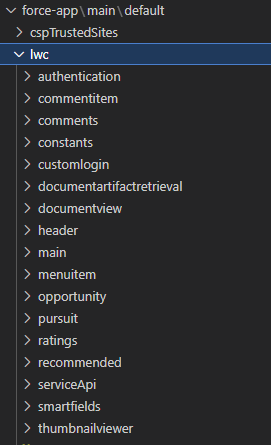 force-app\main\default
cspTrustedSites
lwc
authentication
commentitem
comments
constants
customlogin
documentartifactretrieval
documentview
header
main
menuitem
opportunity
pursuit
ratings
recommended
serviceApi
smartfields
thumbnailviewer